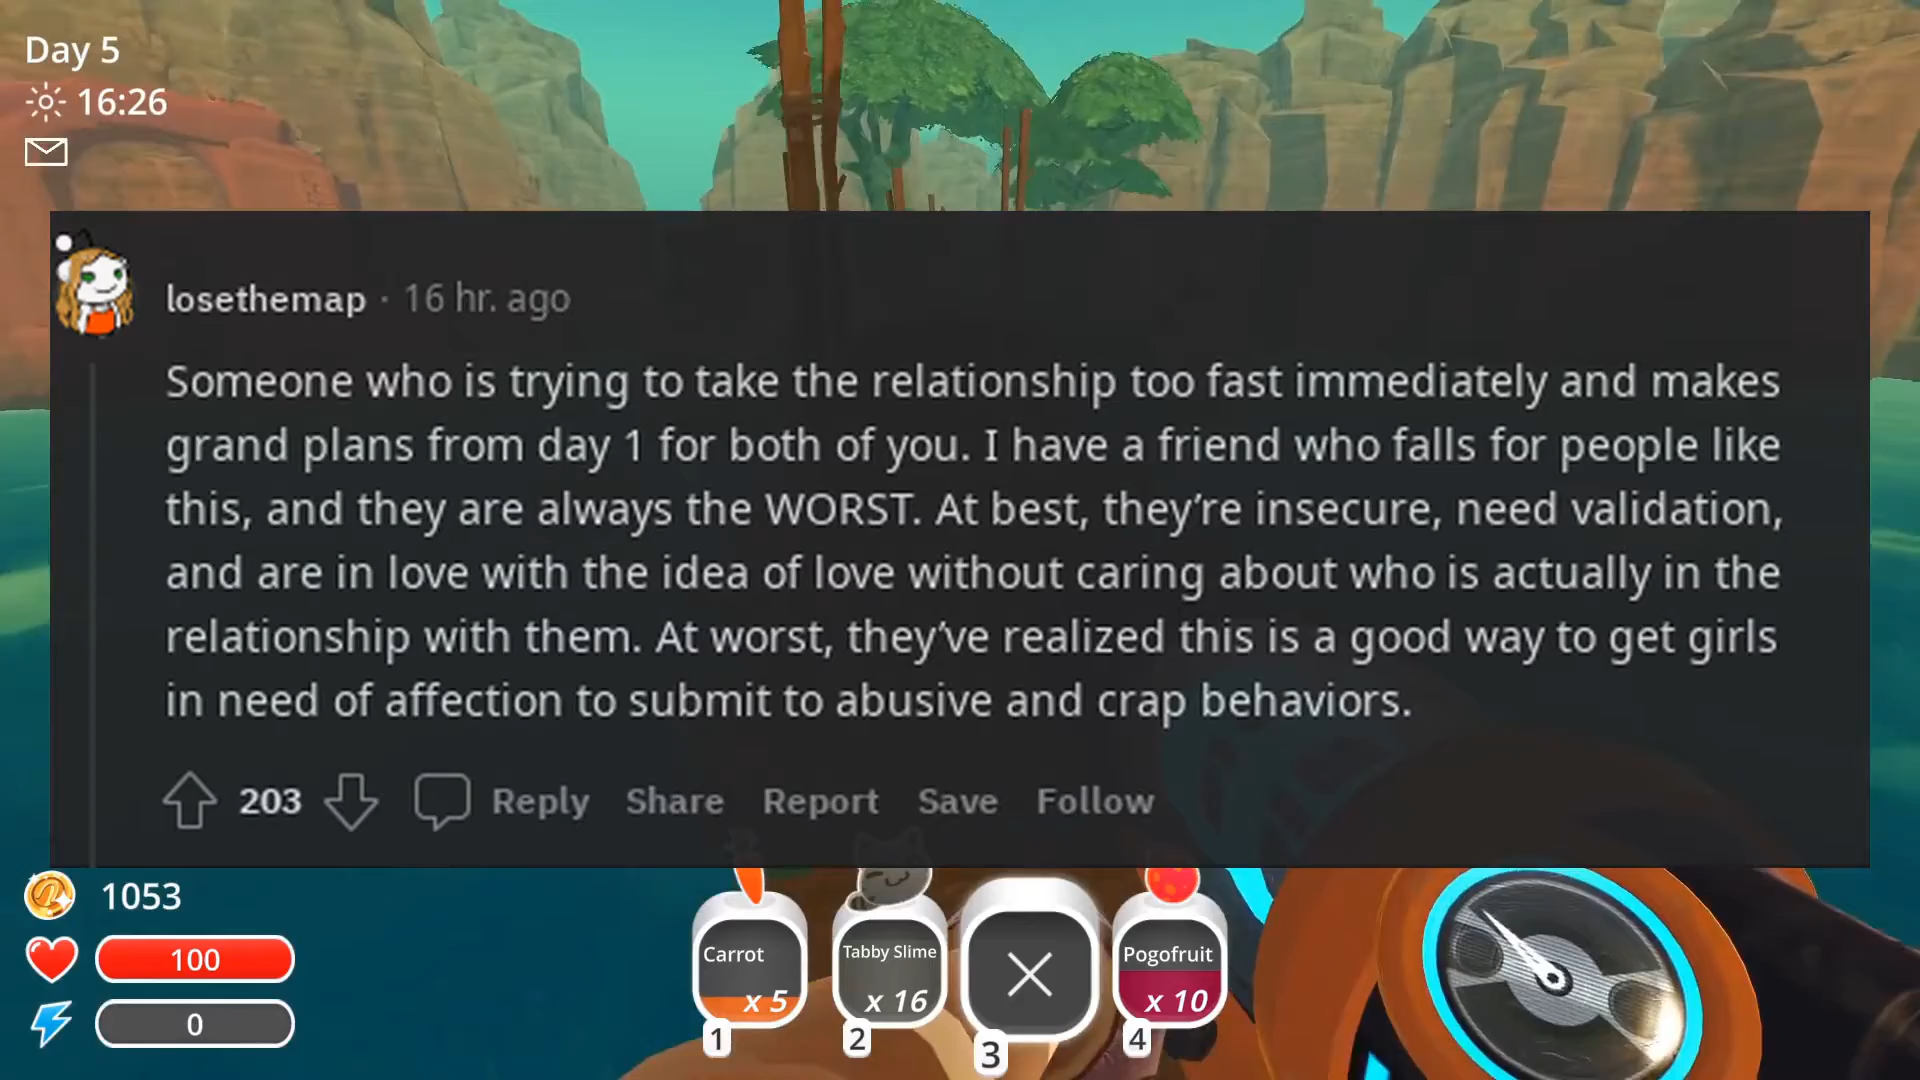 Day 5
16:26
losethemap · 16 hr. ago
Someone who is trying to take the relationship too fast immediately and makes
grand plans from day 1 for both of you. I have a friend who falls for people like
this, and they are always the WORST. At best, they’re insecure, need validation,
and are in love with the idea of love without caring about who is actually in the
relationship with them. At worst, they’ve realized this is a good way to get girls
in need of affection to submit to abusive and crap behaviors.
203 Reply Share Report Save Follow
1053
100
0
Carrot
x 5
1
Tabby Slime
x 16
2
3
Pogofruit
x 10
4